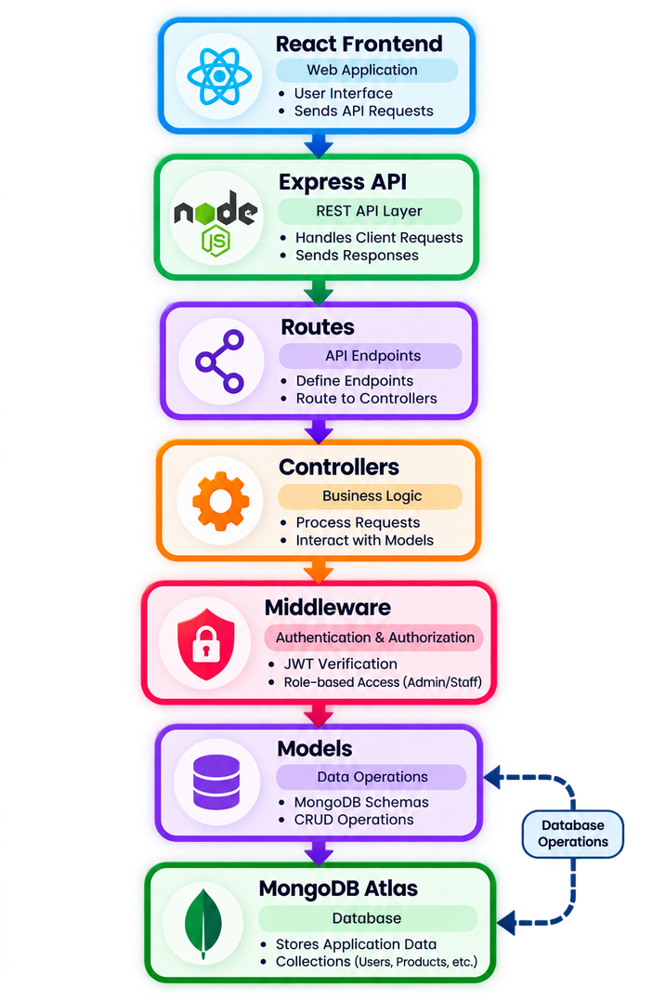 React Frontend
Web Application
• User Interface
• Sends API Requests
node
JS
Express API
REST API Layer
• Handles Client Requests
• Sends Responses
Routes
API Endpoints
• Define Endpoints
• Route to Controllers
Controllers
Business Logic
• Process Requests
• Interact with Models
Middleware
Authentication & Authorization
• JWT Verification
• Role-based Access (Admin/Staff)
Models
Data Operations
• MongoDB Schemas
• CRUD Operations
Database
Operations
MongoDB Atlas
Database
• Stores Application Data
• Collections (Users, Products, etc.)